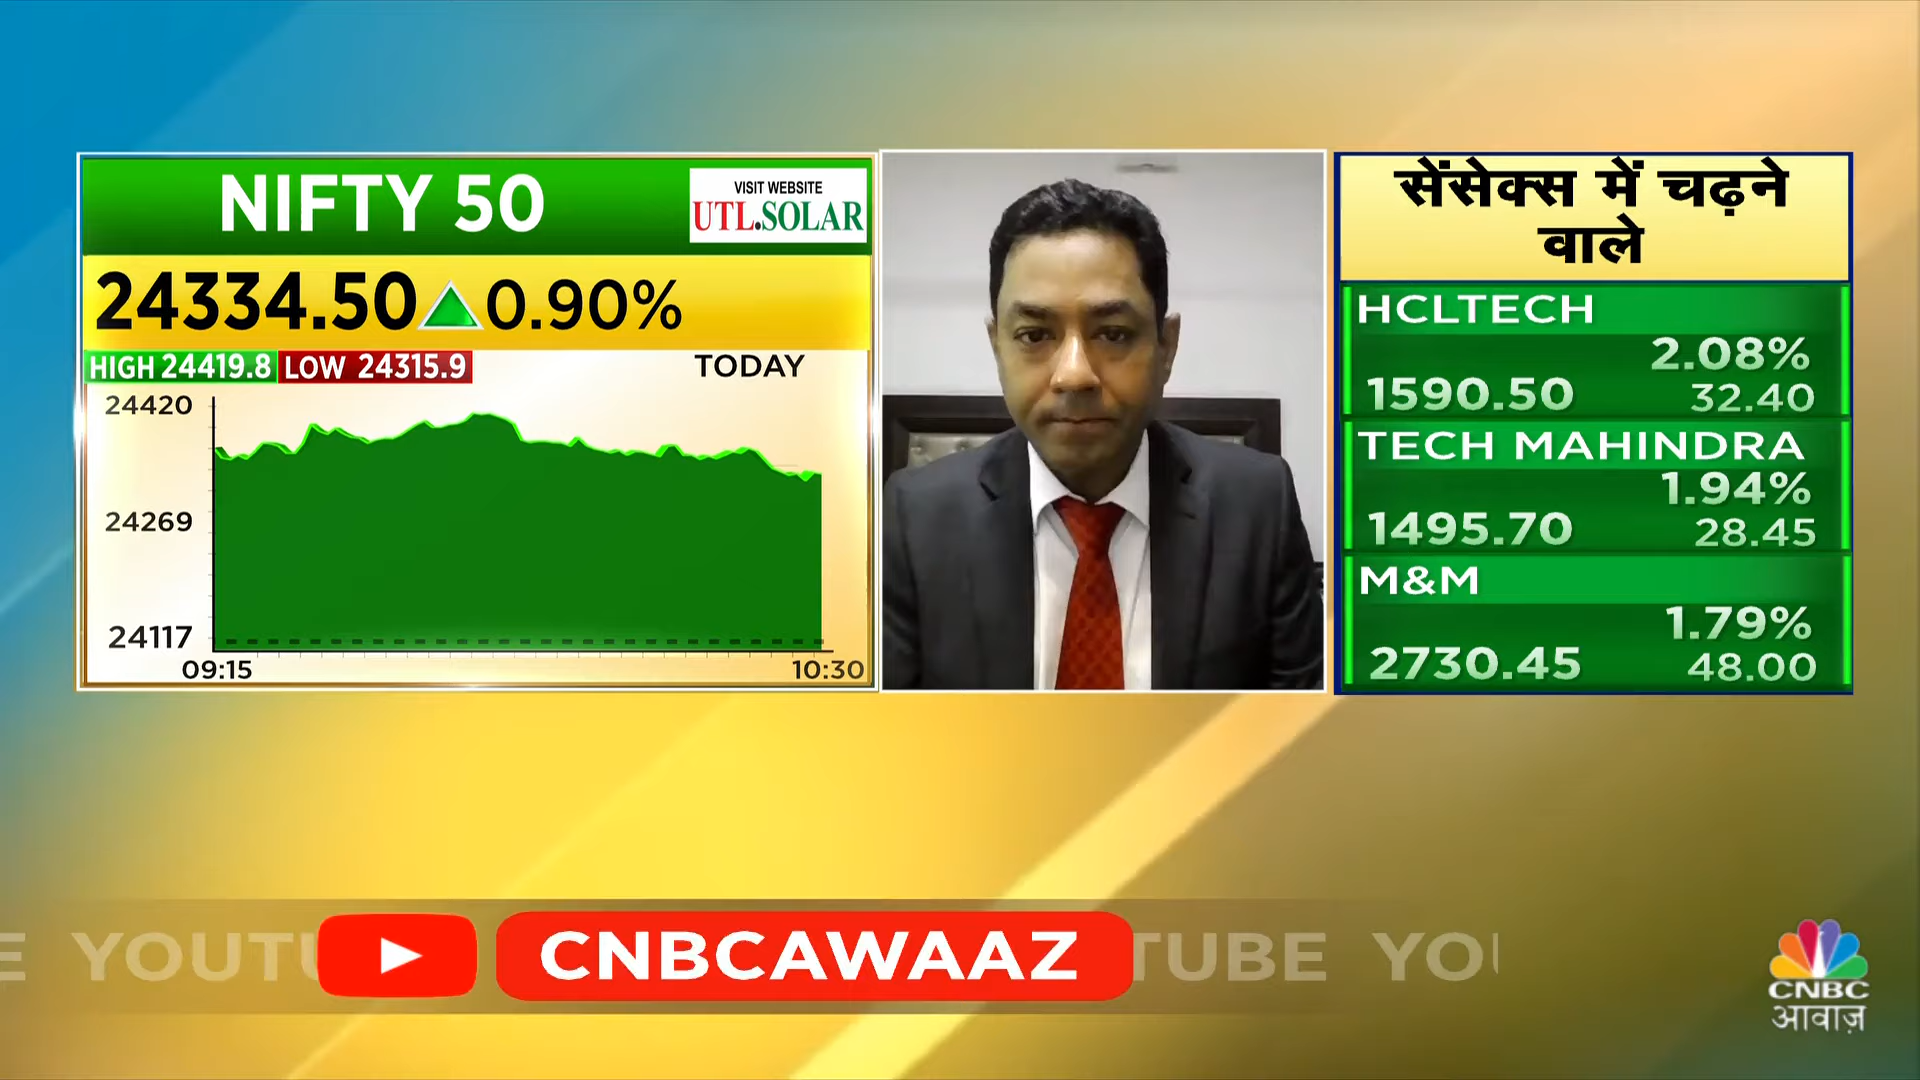 NIFTY 50
VISIT WEBSITE
UTL.SOLAR
24334.50 0.90%
HIGH 24419.8 LOW 24315.9
TODAY
24420
24269
24117
09:15 10:30
सेंसेक्स में चढ़ने
वाले
HCLTECH
2.08%
1590.50 32.40
TECH MAHINDRA
1.94%
1495.70 28.45
M&M
1.79%
2730.45 48.00
E YOUTU CNBCAWAAZ TUBE YOU
CNBC
आवाज़